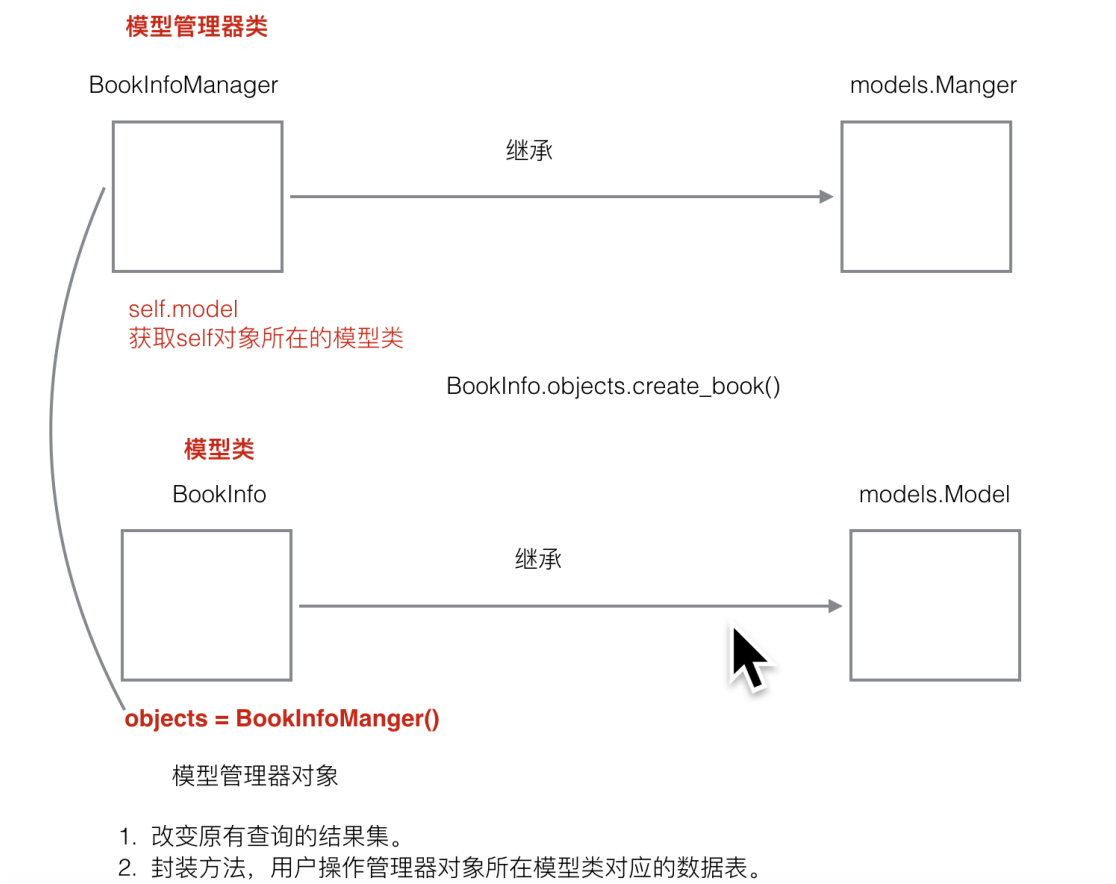 模型管理器类
BookInfoManager
models.Manger
继承
self.model
获取self对象所在的模型类
BookInfo.objects.create_book()
模型类
BookInfo
models.Model
继承
objects = BookInfoManger()
模型管理器对象
1. 改变原有查询的结果集。
2. 封装方法，用户操作管理器对象所在模型类对应的数据表。